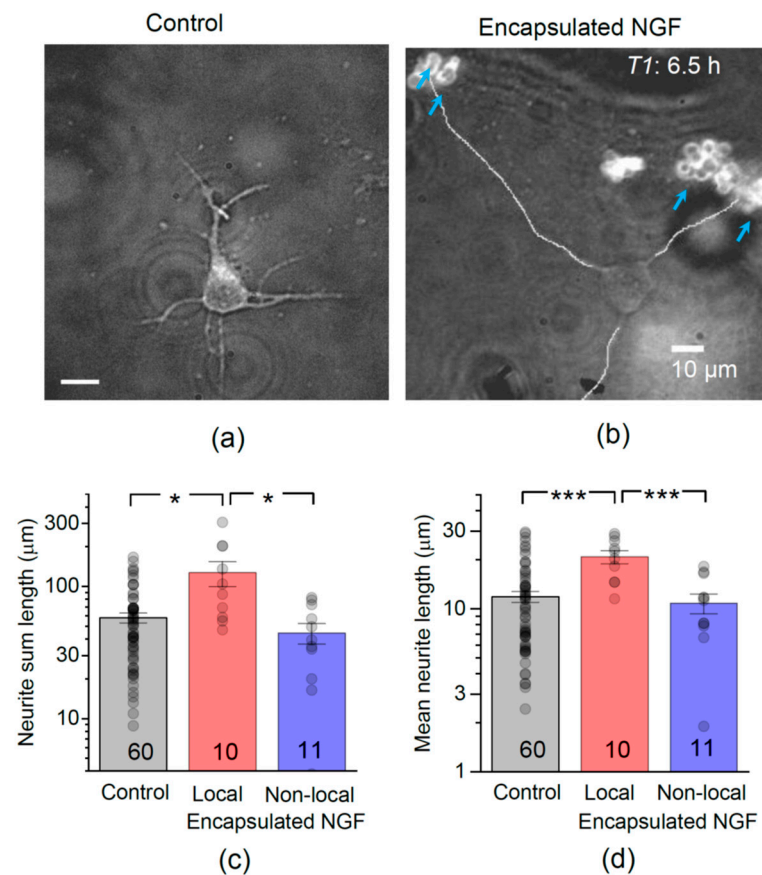 Control
Encapsulated NGF
T1: 6.5 h
10 µm
(a)
(b)
Neurite sum length (µm)
300
100
30
10
*
*
60
10
11
Control
Local
Non-local
Encapsulated NGF
(c)
Mean neurite length (µm)
30
10
3
1
***
***
60
10
11
Control
Local
Non-local
Encapsulated NGF
(d)